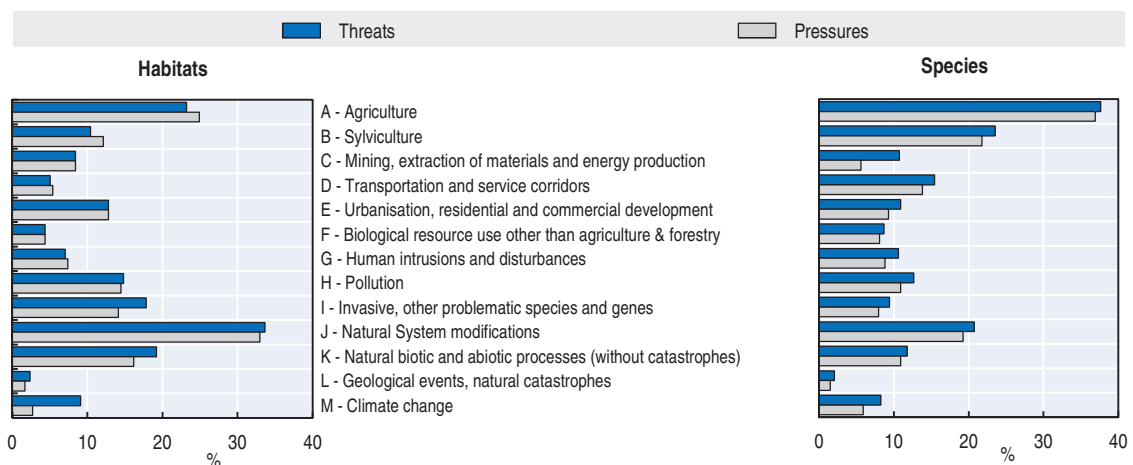 Threats
Pressures
Habitats
Species
A - Agriculture
B - Sylviculture
C - Mining, extraction of materials and energy production
D - Transportation and service corridors
E - Urbanisation, residential and commercial development
F - Biological resource use other than agriculture & forestry
G - Human intrusions and disturbances
H - Pollution
I - Invasive, other problematic species and genes
J - Natural System modifications
K - Natural biotic and abiotic processes (without catastrophes)
L - Geological events, natural catastrophes
M - Climate change
0 10 20 30 40
%
0 10 20 30 40
%